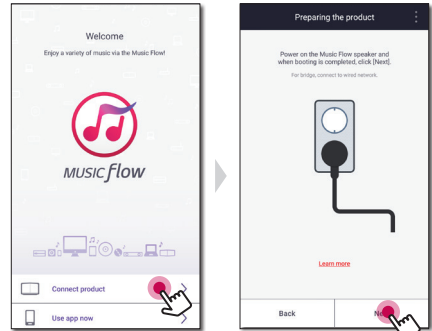 Welcome
Enjoy a variety of music via the Music Flow!
MUSIC flow
Connect product
Use app now
Preparing the product
Power on the Music Flow speaker and
when booting is completed, click [Next].
For bridge, connect to wired network.
Learn more
Back